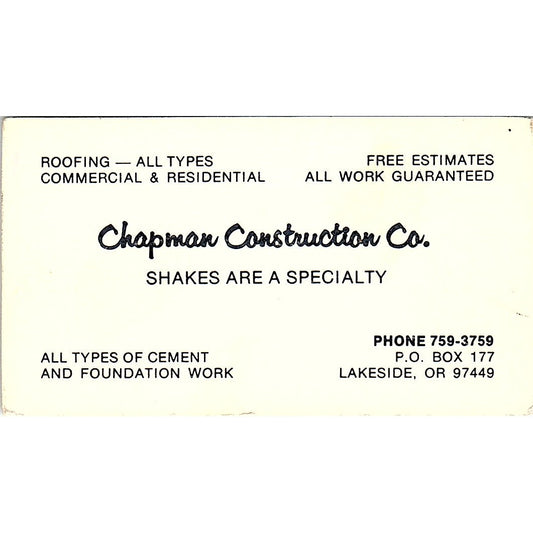 ROOFING — ALL TYPES
COMMERCIAL & RESIDENTIAL
FREE ESTIMATES
ALL WORK GUARANTEED
Chapman Construction Co.
SHAKES ARE A SPECIALTY
ALL TYPES OF CEMENT
AND FOUNDATION WORK
PHONE 759-3759
P.O. BOX 177
LAKESIDE, OR 97449